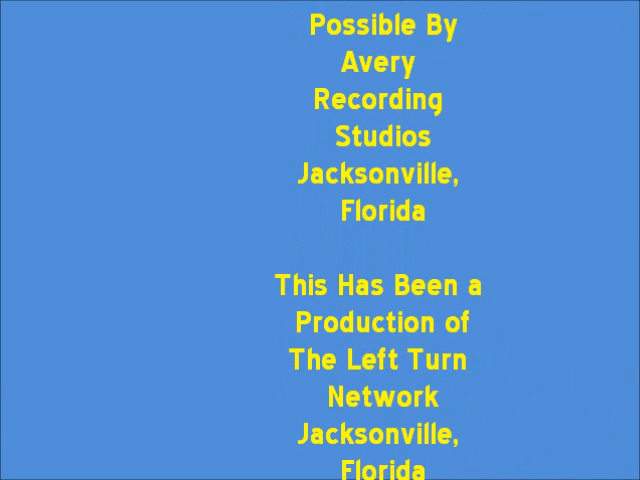 Possible By
Avery
Recording
Studios
Jacksonville,
Florida
This Has Been a
Production of
The Left Turn
Network
Jacksonville,
Florida